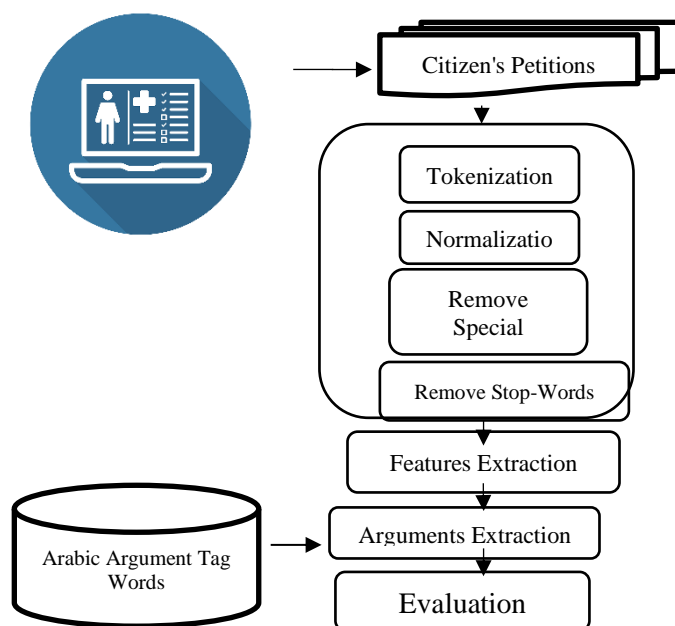 Citizen's Petitions
Tokenization
Normalizatio
Remove
Special
Remove Stop-Words
Features Extraction
Arabic Argument Tag
Words
Arguments Extraction
Evaluation